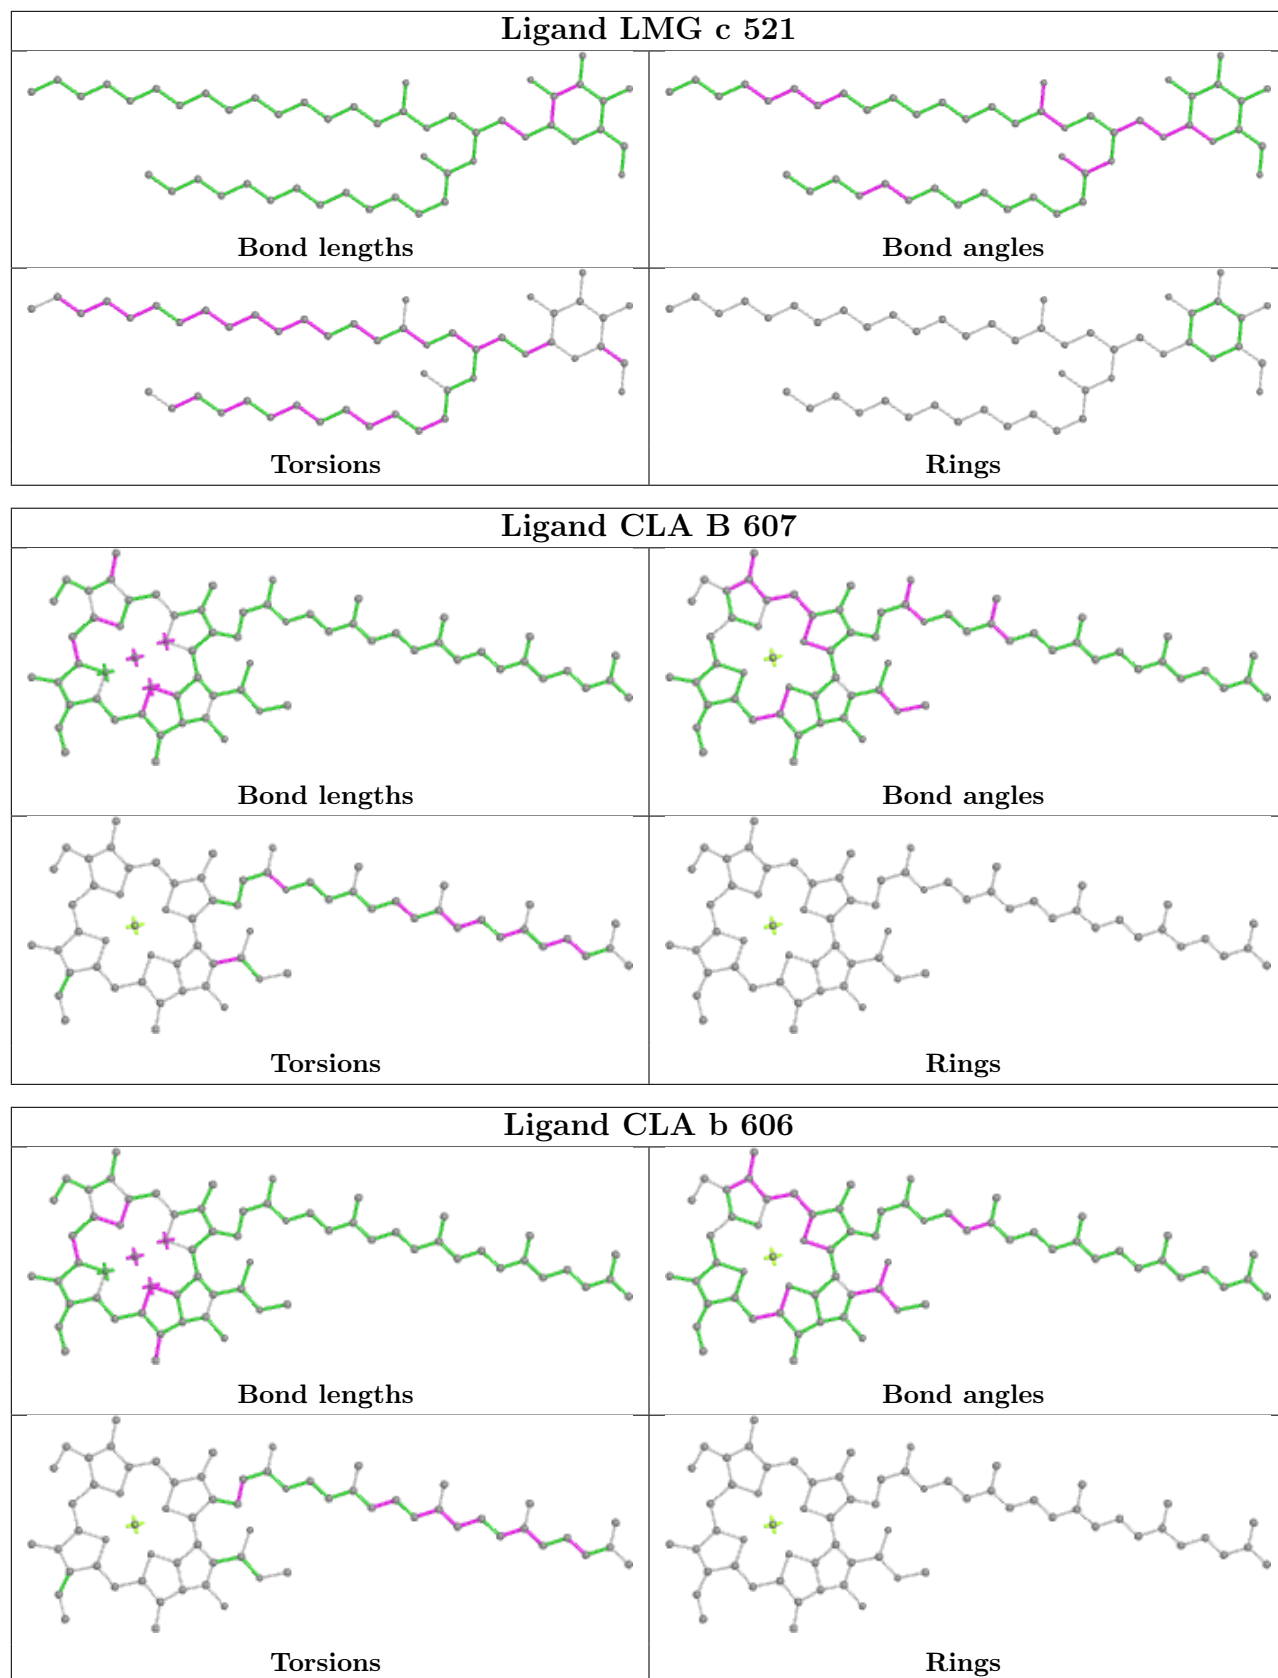 Ligand LMG c 521
Bond lengths
Bond angles
Torsions
Rings
Ligand CLA B 607
Bond lengths
Bond angles
Torsions
Rings
Ligand CLA b 606
Bond lengths
Bond angles
Torsions
Rings